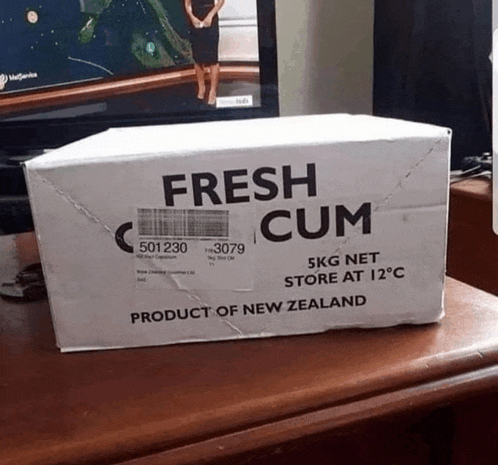 MetService
FRESH
C CUM
501230 3079
5KG NET
STORE AT 12°C
PRODUCT OF NEW ZEALAND